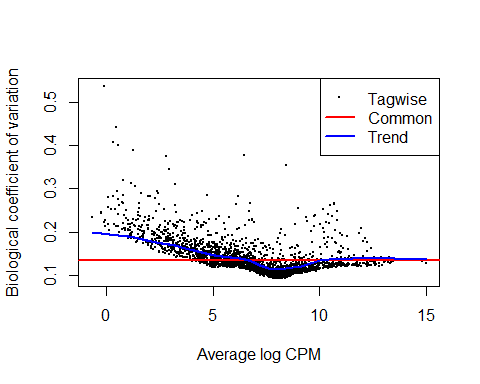 Biological coefficient of variation
0.5
0.4
0.3
0.2
0.1
Tagwise
Common
Trend
0 5 10 15
Average log CPM